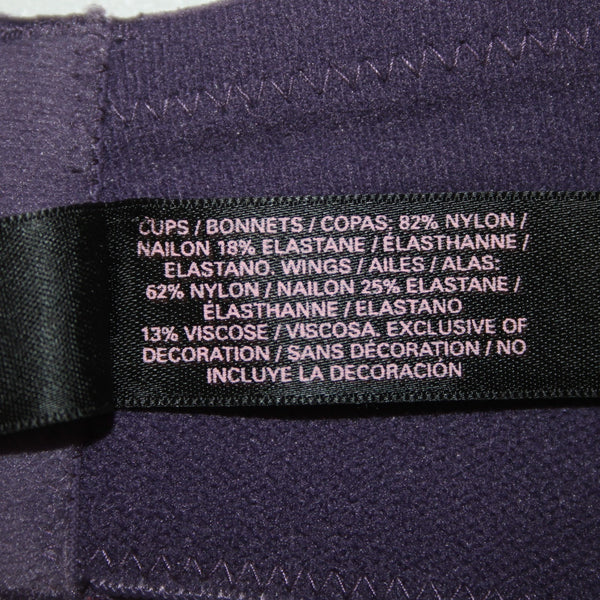 CUPS / BONNETS / COPAS: 82% NYLON /
NAILON 18% ELASTANE / ÉLASTHANNE /
ELASTANO. WINGS / AILES / ALAS:
62% NYLON / NAILON 25% ELASTANE /
ÉLASTHANNE / ELASTANO
13% VISCOSE / VISCOSA. EXCLUSIVE OF
DECORATION / SANS DÉCORATION / NO
INCLUYE LA DECORACIÓN